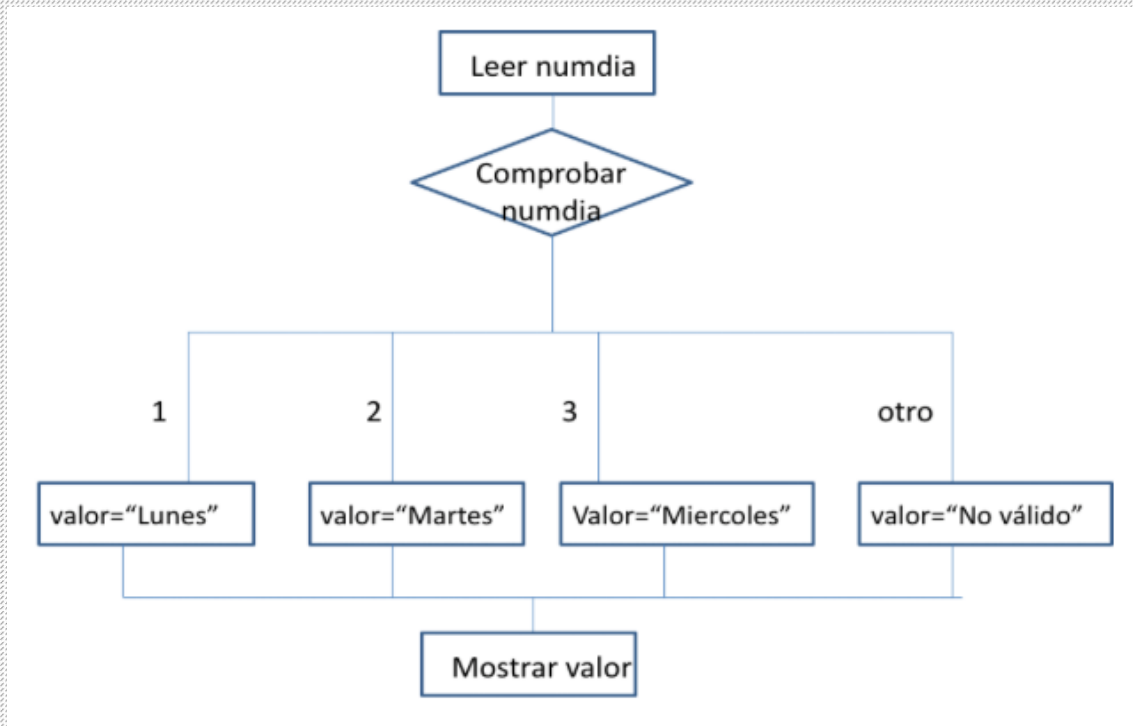 Leer numdia
Comprobar
numdia
1
2
3
otro
valor=“Lunes”
valor=“Martes”
Valor=“Miercoles”
valor=“No válido”
Mostrar valor